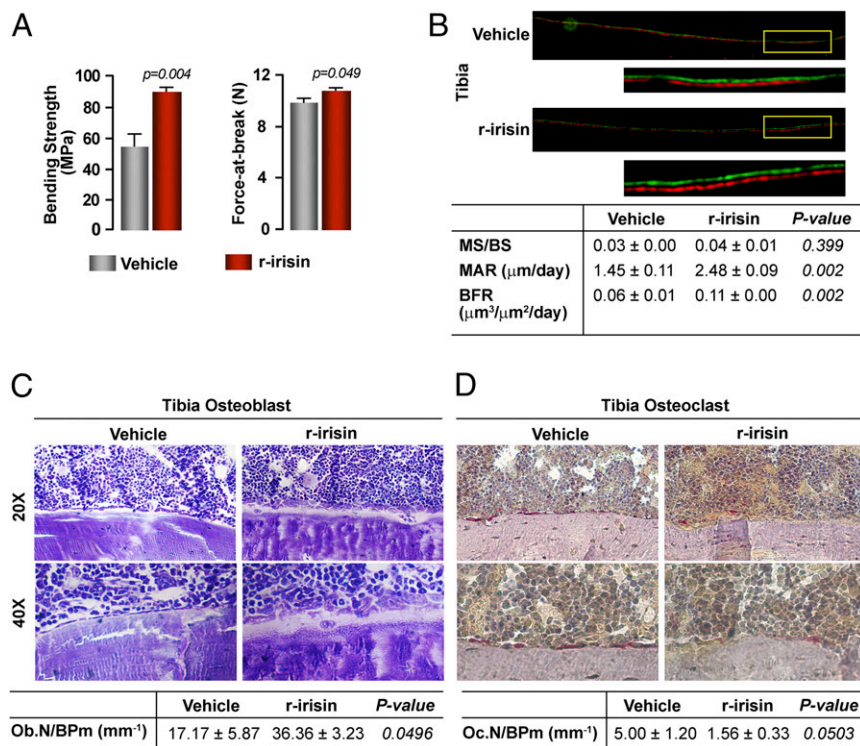 A
p=0.004
p=0.049
Bending Strength
(MPa)
100
80
60
40
20
0
Force-at-break (N)
12
9
6
3
0
Vehicle
r-irisin
B
Vehicle
Tibia
r-irisin
Vehicle r-irisin P-value
MS/BS 0.03 ± 0.00 0.04 ± 0.01 0.399
MAR (μm/day) 1.45 ± 0.11 2.48 ± 0.09 0.002
BFR 0.06 ± 0.01 0.11 ± 0.00 0.002
(μm³/μm²/day)
C
Tibia Osteoblast
Vehicle r-irisin
20X
40X
Vehicle r-irisin P-value
Ob.N/BPm (mm⁻¹) 17.17 ± 5.87 36.36 ± 3.23 0.0496
D
Tibia Osteoclast
Vehicle r-irisin
Vehicle r-irisin P-value
Oc.N/BPm (mm⁻¹) 5.00 ± 1.20 1.56 ± 0.33 0.0503